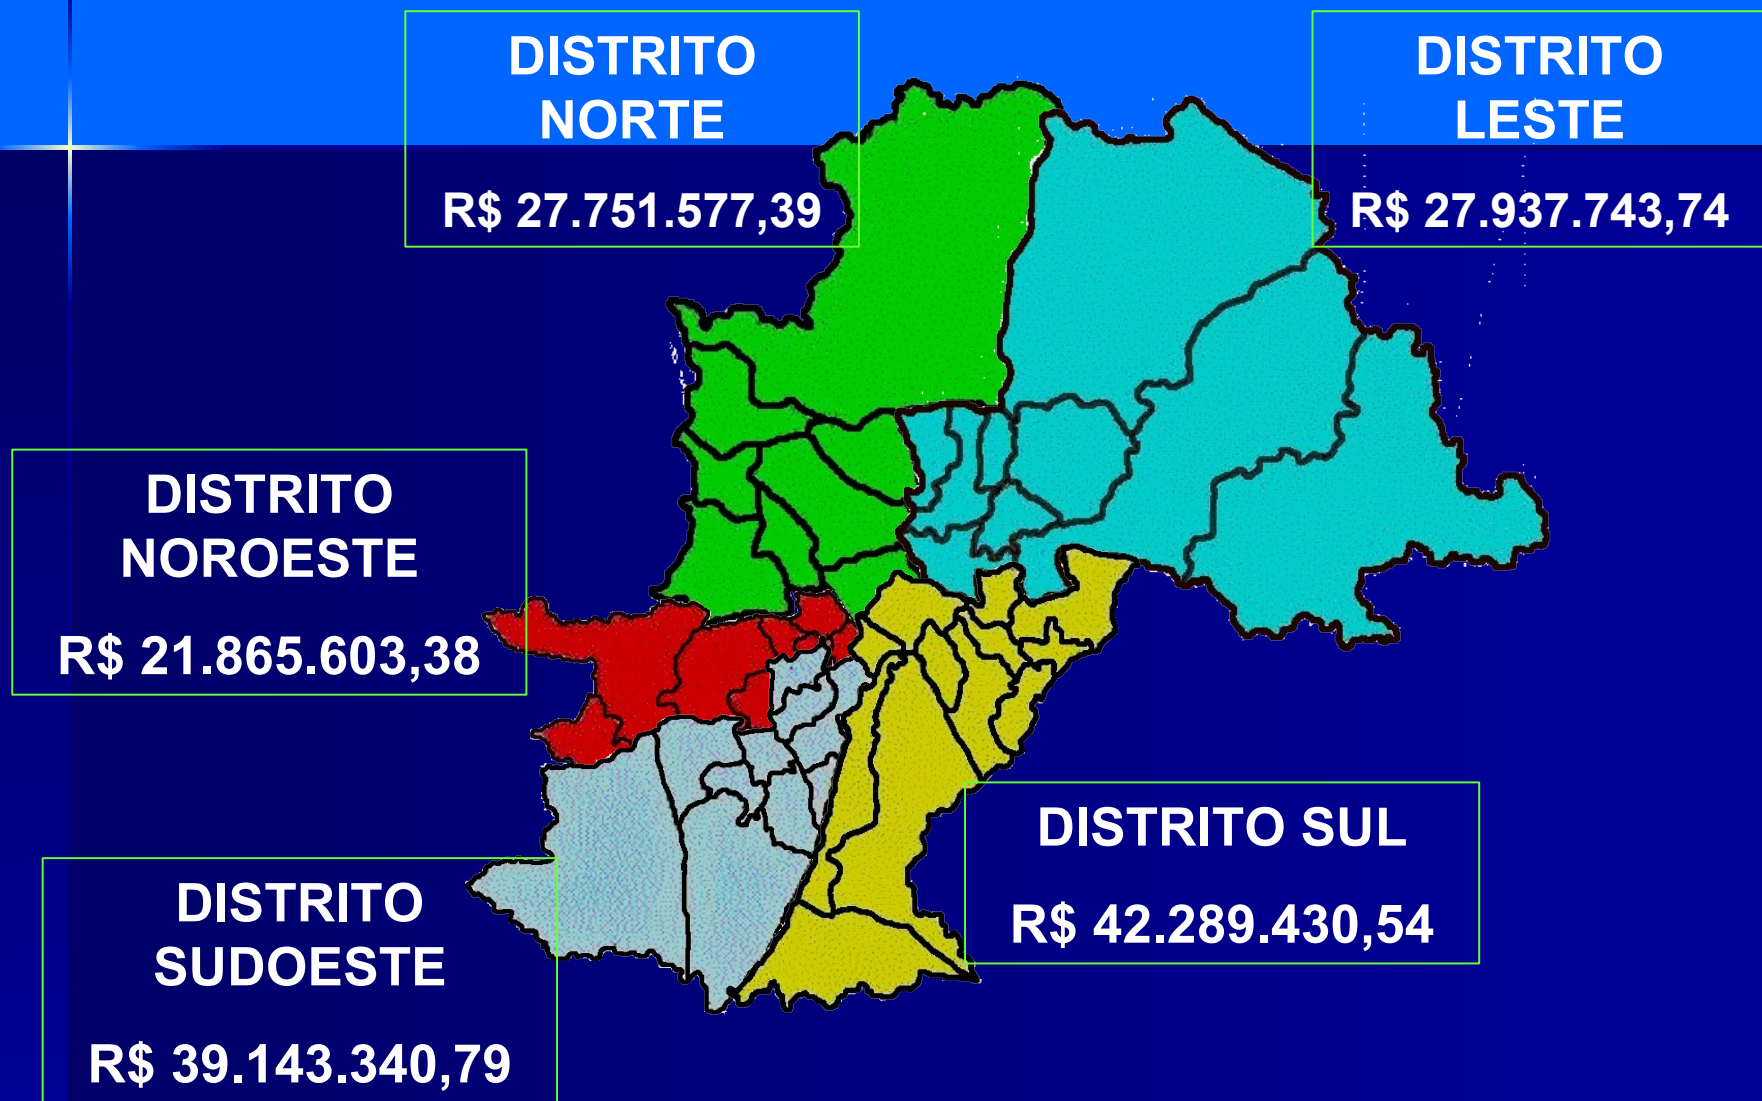 DISTRITO
NORTE
R$ 27.751.577,39
DISTRITO
LESTE
R$ 27.937.743,74
DISTRITO
NOROESTE
R$ 21.865.603,38
DISTRITO SUL
R$ 42.289.430,54
DISTRITO
SUDOESTE
R$ 39.143.340,79